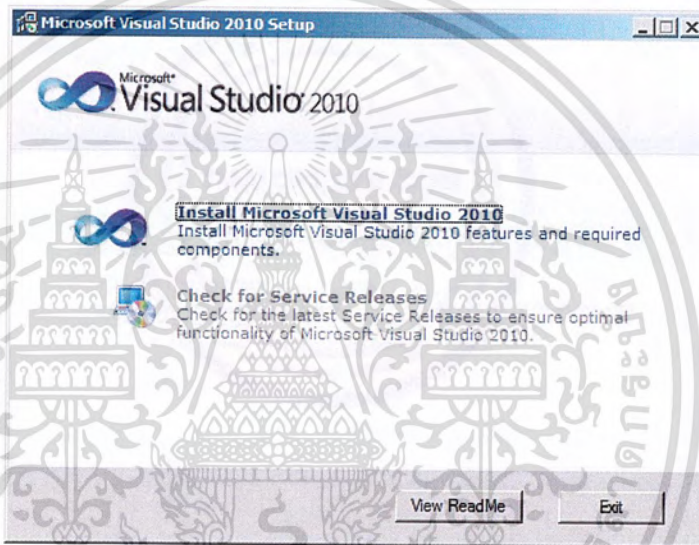 Microsoft Visual Studio 2010 Setup
Microsoft®
Visual Studio® 2010
Install Microsoft Visual Studio 2010
Install Microsoft Visual Studio 2010 features and required
components.
Check for Service Releases
Check for the latest Service Releases to ensure optimal
functionality of Microsoft Visual Studio 2010.
View ReadMe
Exit